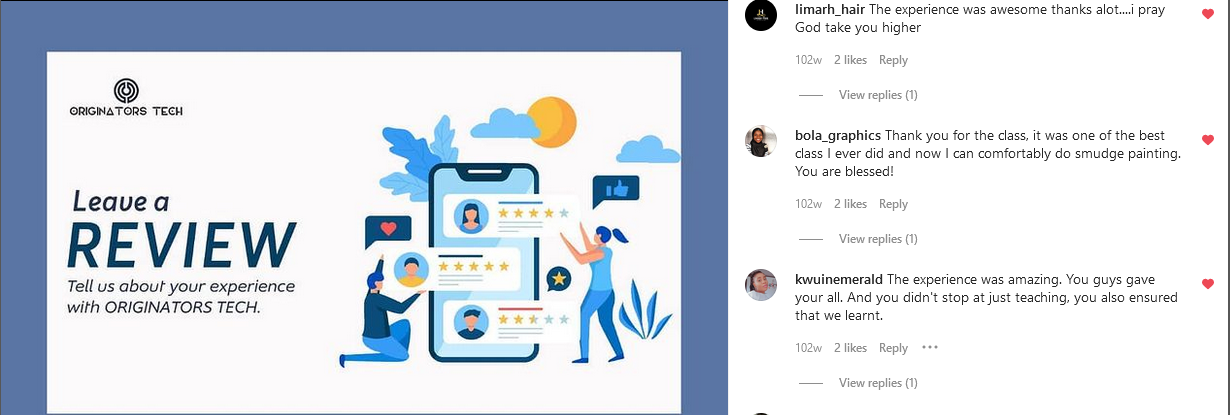 ORIGINATORS TECH
Leave a
REVIEW
Tell us about your experience
with ORIGINATORS TECH.
limarh_hair The experience was awesome thanks alot....i pray
God take you higher
102w 2 likes Reply
View replies (1)
bola_graphics Thank you for the class, it was one of the best
class I ever did and now I can comfortably do smudge painting.
You are blessed!
102w 2 likes Reply
View replies (1)
kwuinemerald The experience was amazing. You guys gave
your all. And you didn't stop at just teaching, you also ensured
that we learnt.
102w 2 likes Reply •••
View replies (1)